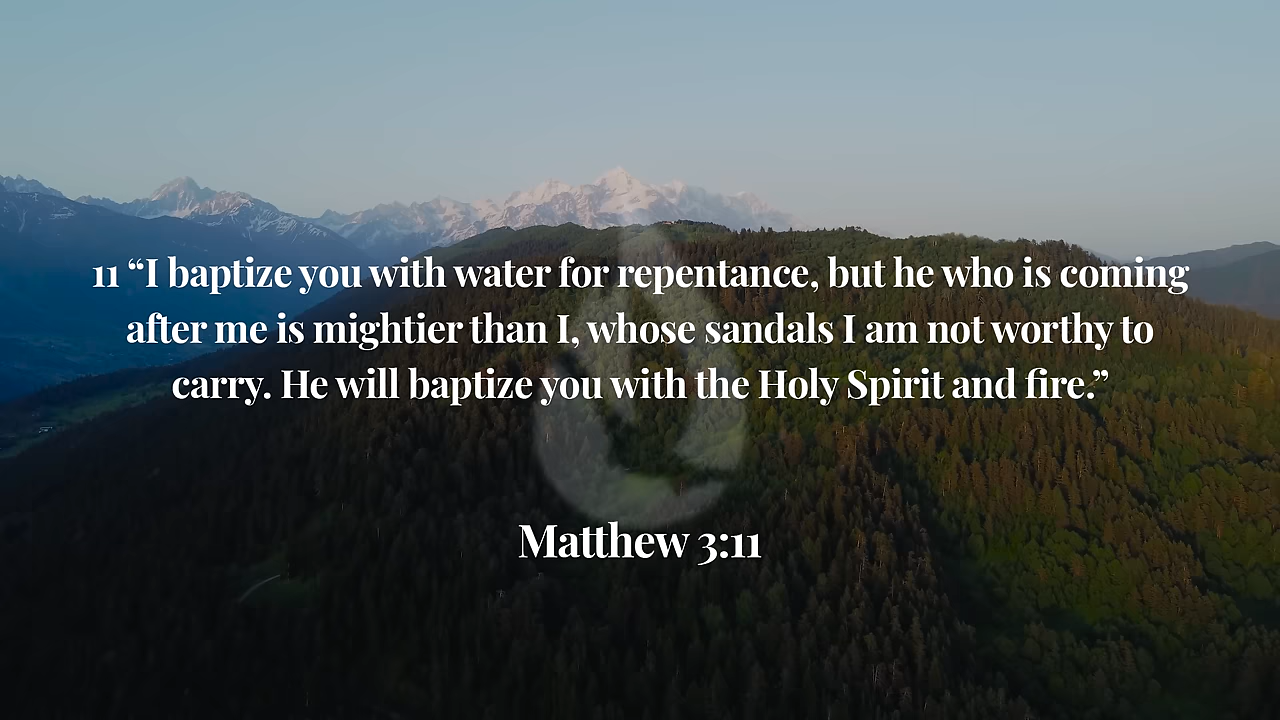 11 “I baptize you with water for repentance, but he who is coming
after me is mightier than I, whose sandals I am not worthy to
carry. He will baptize you with the Holy Spirit and fire.”
Matthew 3:11